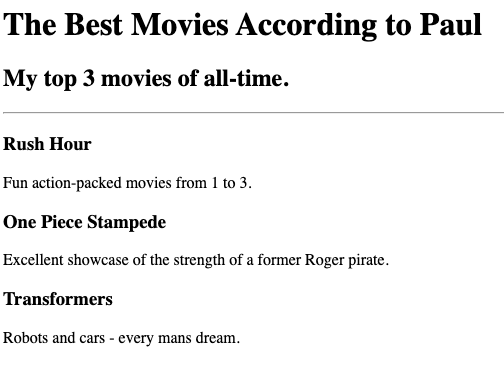 The Best Movies According to Paul
My top 3 movies of all-time.
Rush Hour
Fun action-packed movies from 1 to 3.
One Piece Stampede
Excellent showcase of the strength of a former Roger pirate.
Transformers
Robots and cars - every mans dream.